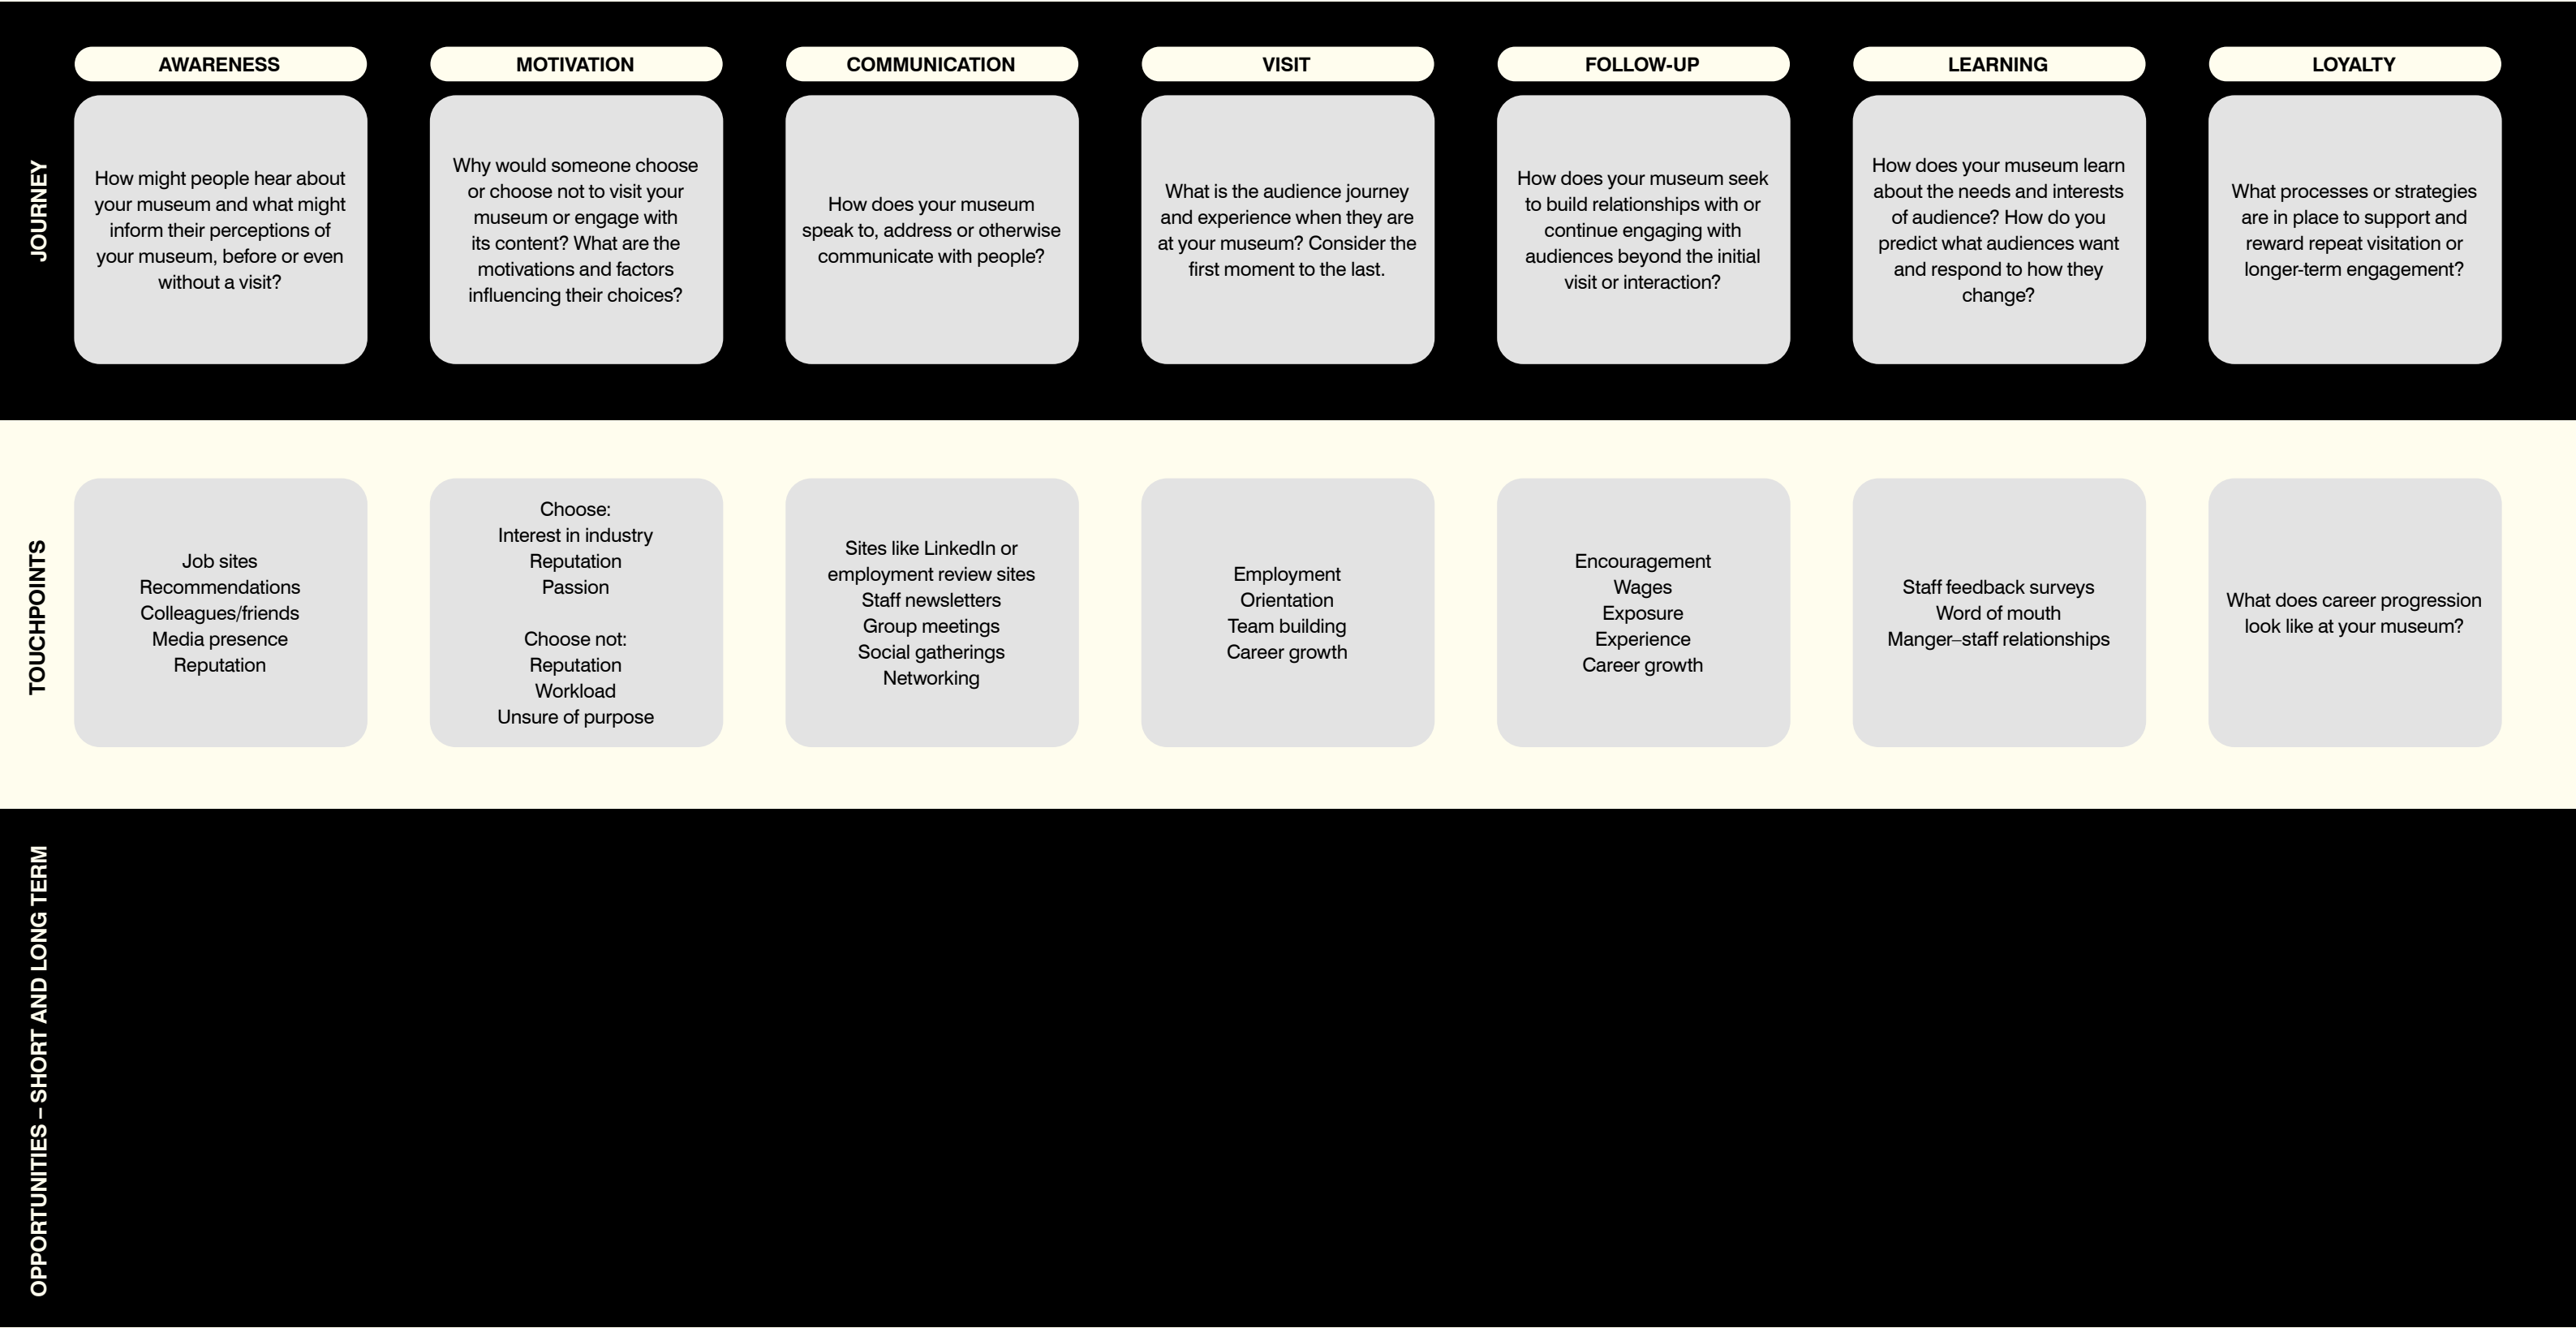 AWARENESS
MOTIVATION
COMMUNICATION
VISIT
FOLLOW-UP
LEARNING
LOYALTY
JOURNEY
How might people hear about
your museum and what might
inform their perceptions of
your museum, before or even
without a visit?
Why would someone choose
or choose not to visit your
museum or engage with
its content? What are the
motivations and factors
influencing their choices?
How does your museum
speak to, address or otherwise
communicate with people?
What is the audience journey
and experience when they are
at your museum? Consider the
first moment to the last.
How does your museum seek
to build relationships with or
continue engaging with
audiences beyond the initial
visit or interaction?
How does your museum learn
about the needs and interests
of audience? How do you
predict what audiences want
and respond to how they
change?
What processes or strategies
are in place to support and
reward repeat visitation or
longer-term engagement?
TOUCHPOINTS
Job sites
Recommendations
Colleagues/friends
Media presence
Reputation
Choose:
Interest in industry
Reputation
Passion
Choose not:
Reputation
Workload
Unsure of purpose
Sites like LinkedIn or
employment review sites
Staff newsletters
Group meetings
Social gatherings
Networking
Employment
Orientation
Team building
Career growth
Encouragement
Wages
Exposure
Experience
Career growth
Staff feedback surveys
Word of mouth
Manger–staff relationships
What does career progression
look like at your museum?
OPPORTUNITIES – SHORT AND LONG TERM